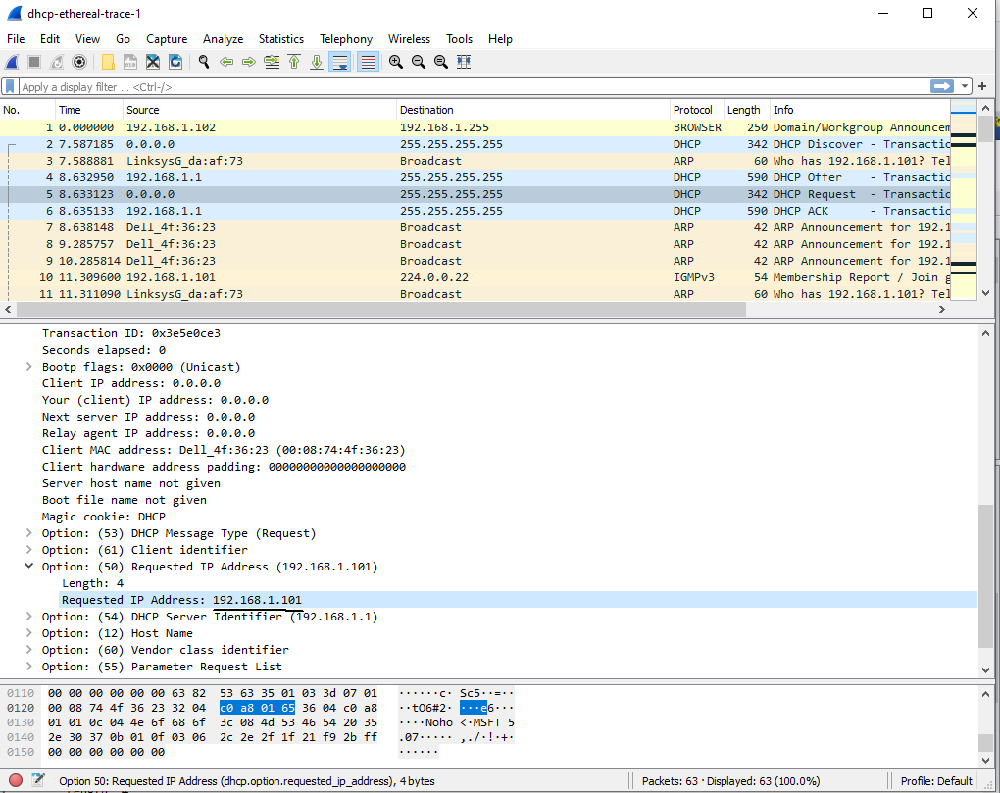 dhcp-ethereal-trace-1
File Edit View Go Capture Analyze Statistics Telephony Wireless Tools Help
Apply a display filter ... <Ctrl-/>
No. Time Source Destination Protocol Length Info
1 0.000000 192.168.1.102 192.168.1.255 BROWSER 250 Domain/Workgroup Announcem
2 7.587185 0.0.0.0 255.255.255.255 DHCP 342 DHCP Discover - Transactio
3 7.588881 LinksysG_da:af:73 Broadcast ARP 60 Who has 192.168.1.101? Tel
4 8.632950 192.168.1.1 255.255.255.255 DHCP 590 DHCP Offer - Transactio
5 8.633123 0.0.0.0 255.255.255.255 DHCP 342 DHCP Request - Transactio
6 8.635133 192.168.1.1 255.255.255.255 DHCP 590 DHCP ACK - Transactio
7 8.638148 Dell_4f:36:23 Broadcast ARP 42 ARP Announcement for 192.1
8 9.285757 Dell_4f:36:23 Broadcast ARP 42 ARP Announcement for 192.1
9 10.285814 Dell_4f:36:23 Broadcast ARP 42 ARP Announcement for 192.1
10 11.309600 192.168.1.101 224.0.0.22 IGMPv3 54 Membership Report / Join g
11 11.311090 LinksysG_da:af:73 Broadcast ARP 60 Who has 192.168.1.101? Tel
Transaction ID: 0x3e5e0ce3
Seconds elapsed: 0
Bootp flags: 0x0000 (Unicast)
Client IP address: 0.0.0.0
Your (client) IP address: 0.0.0.0
Next server IP address: 0.0.0.0
Relay agent IP address: 0.0.0.0
Client MAC address: Dell_4f:36:23 (00:08:74:4f:36:23)
Client hardware address padding: 00000000000000000000
Server host name not given
Boot file name not given
Magic cookie: DHCP
Option: (53) DHCP Message Type (Request)
Option: (61) Client identifier
Option: (50) Requested IP Address (192.168.1.101)
Length: 4
Requested IP Address: 192.168.1.101
Option: (54) DHCP Server Identifier (192.168.1.1)
Option: (12) Host Name
Option: (60) Vendor class identifier
Option: (55) Parameter Request List
0110 00 00 00 00 00 00 63 82 53 63 35 01 03 3d 07 01 ······c· Sc5··=··
0120 00 08 74 4f 36 23 32 04 c0 a8 01 65 36 04 c0 a8 ··tO6#2· ···e6···
0130 01 01 0c 04 4e 6f 68 6f 3c 08 4d 53 46 54 20 35 ····Noho <·MSFT 5
0140 2e 30 37 0b 01 0f 03 06 2c 2e 2f 1f 21 f9 2b ff .07····· ,./·!·+·
0150 00 00 00 00 00 00 ······
Option 50: Requested IP Address (dhcp.option.requested_ip_address), 4 bytes Packets: 63 · Displayed: 63 (100.0%) Profile: Default